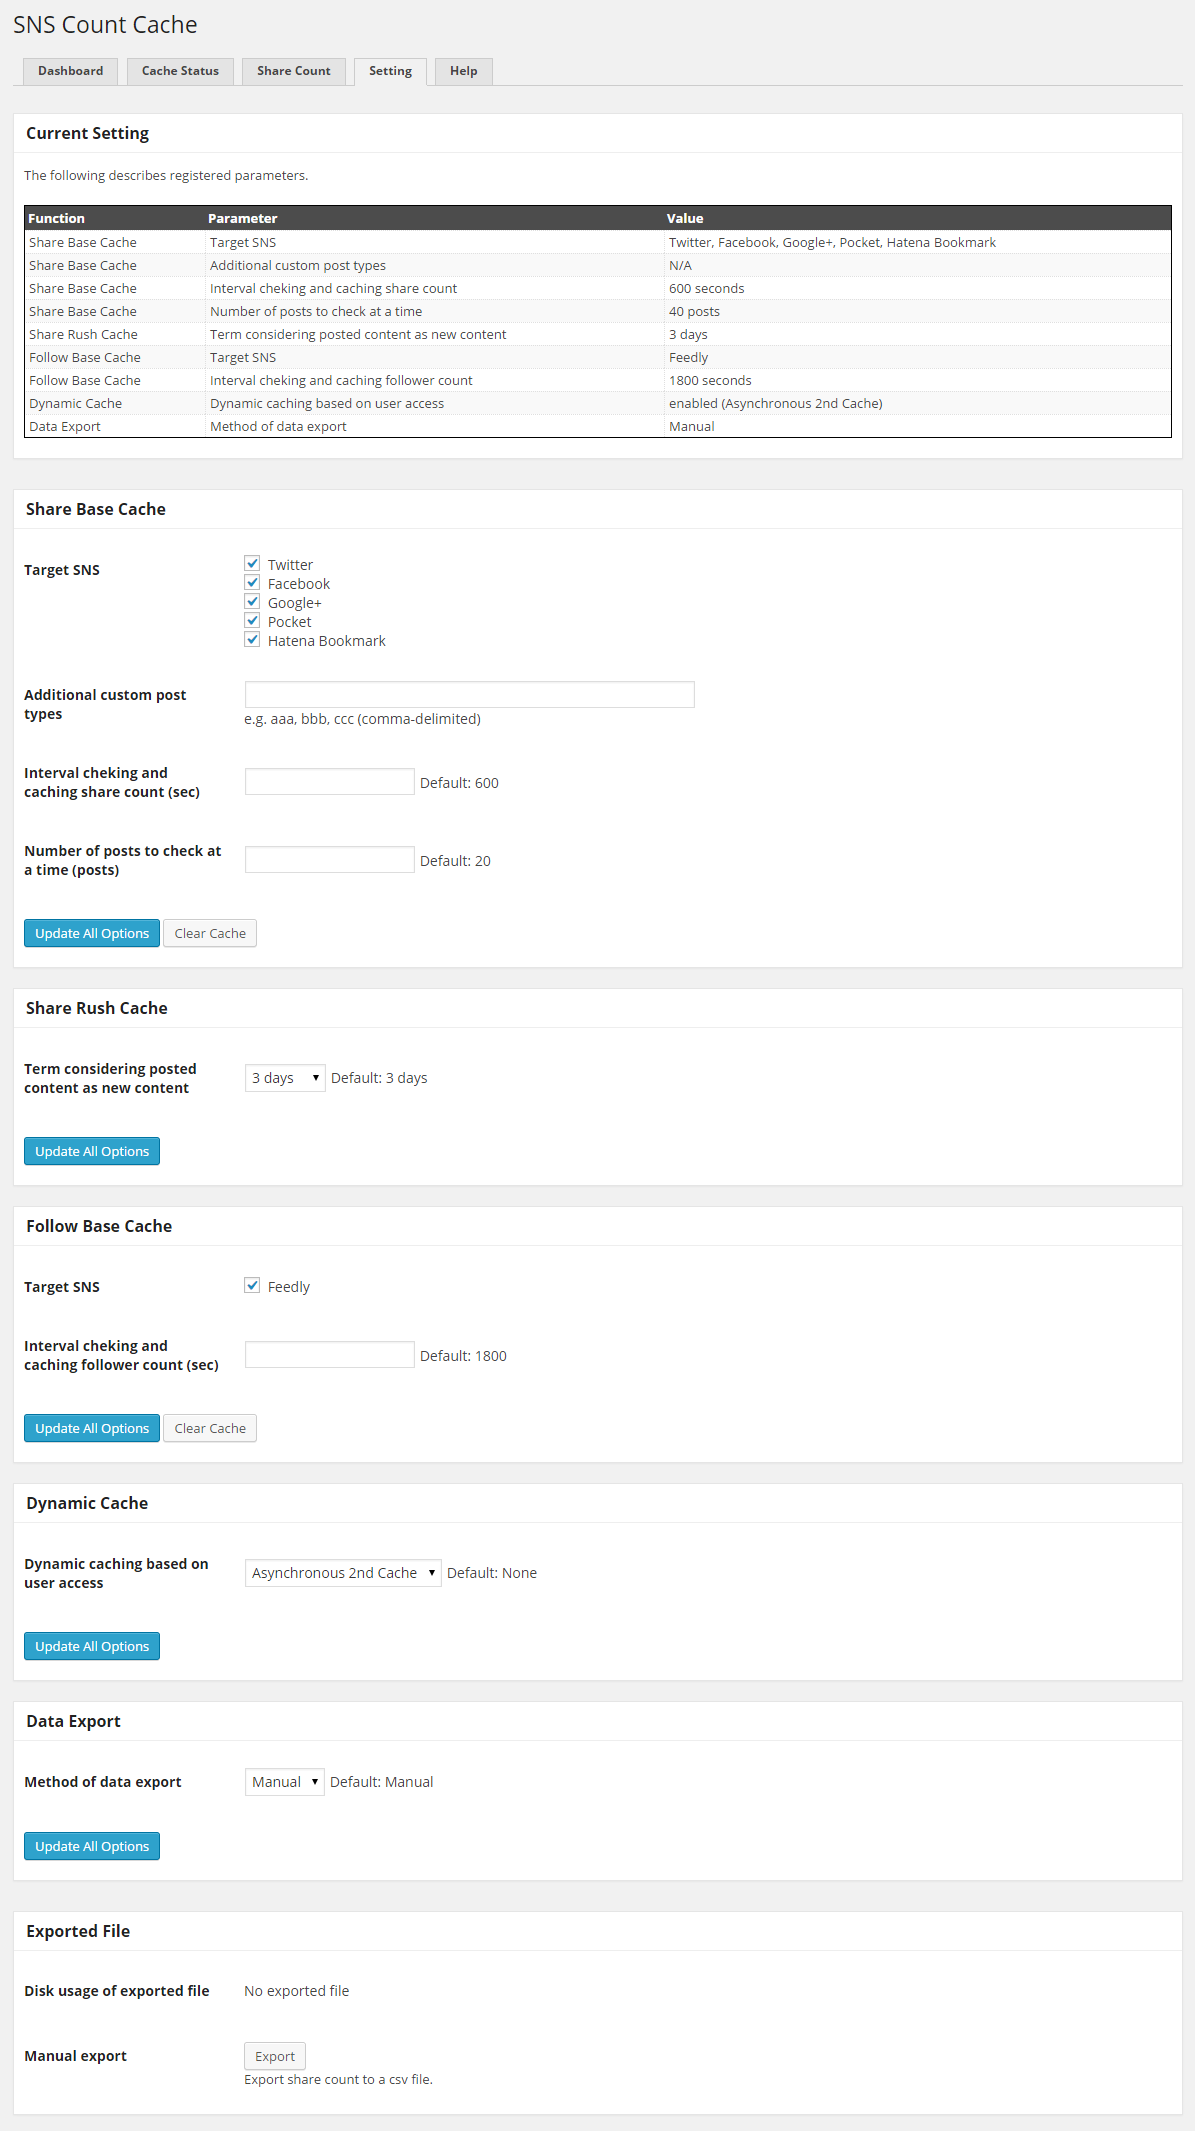 SNS Count Cache
Dashboard Cache Status Share Count Setting Help
Current Setting
The following describes registered parameters.
Function Parameter Value
Share Base Cache Target SNS Twitter, Facebook, Google+, Pocket, Hatena Bookmark
Share Base Cache Additional custom post types N/A
Share Base Cache Interval cheking and caching share count 600 seconds
Share Base Cache Number of posts to check at a time 40 posts
Share Rush Cache Term considering posted content as new content 3 days
Follow Base Cache Target SNS Feedly
Follow Base Cache Interval cheking and caching follower count 1800 seconds
Dynamic Cache Dynamic caching based on user access enabled (Asynchronous 2nd Cache)
Data Export Method of data export Manual
Share Base Cache
Target SNS
Twitter
Facebook
Google+
Pocket
Hatena Bookmark
Additional custom post
types
e.g. aaa, bbb, ccc (comma-delimited)
Interval cheking and
caching share count (sec)
Default: 600
Number of posts to check at
a time (posts)
Default: 20
Update All Options Clear Cache
Share Rush Cache
Term considering posted
content as new content
3 days Default: 3 days
Update All Options
Follow Base Cache
Target SNS
Feedly
Interval cheking and
caching follower count (sec)
Default: 1800
Update All Options Clear Cache
Dynamic Cache
Dynamic caching based on
user access
Asynchronous 2nd Cache Default: None
Update All Options
Data Export
Method of data export
Manual Default: Manual
Update All Options
Exported File
Disk usage of exported file No exported file
Manual export
Export
Export share count to a csv file.